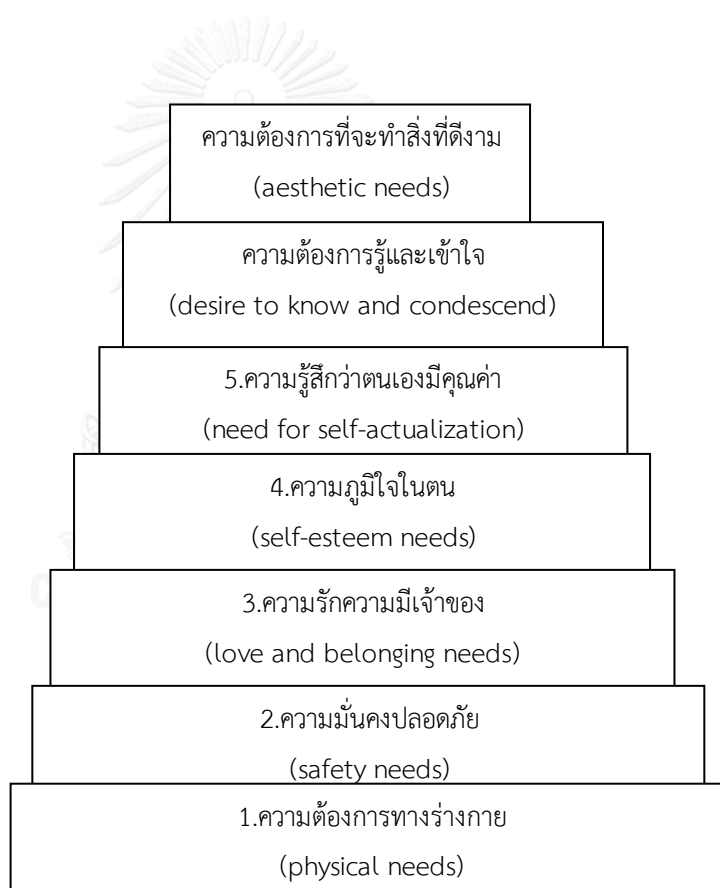 ความต้องการที่จะทำสิ่งที่ดีงาม
(aesthetic needs)
ความต้องการรู้และเข้าใจ
(desire to know and condescend)
5.ความรู้สึกว่าตนเองมีคุณค่า
(need for self-actualization)
4.ความภูมิใจในตน
(self-esteem needs)
3.ความรักความมีเจ้าของ
(love and belonging needs)
2.ความมั่นคงปลอดภัย
(safety needs)
1.ความต้องการทางร่างกาย
(physical needs)